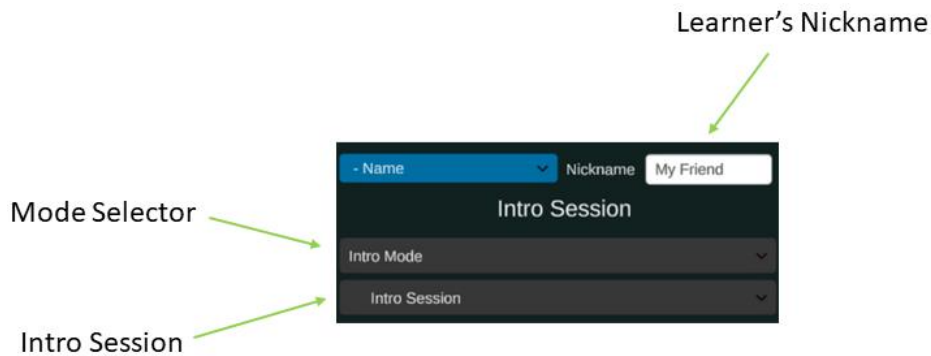 Learner’s Nickname
- Name
Nickname
My Friend
Intro Session
Mode Selector
Intro Mode
Intro Session
Intro Session